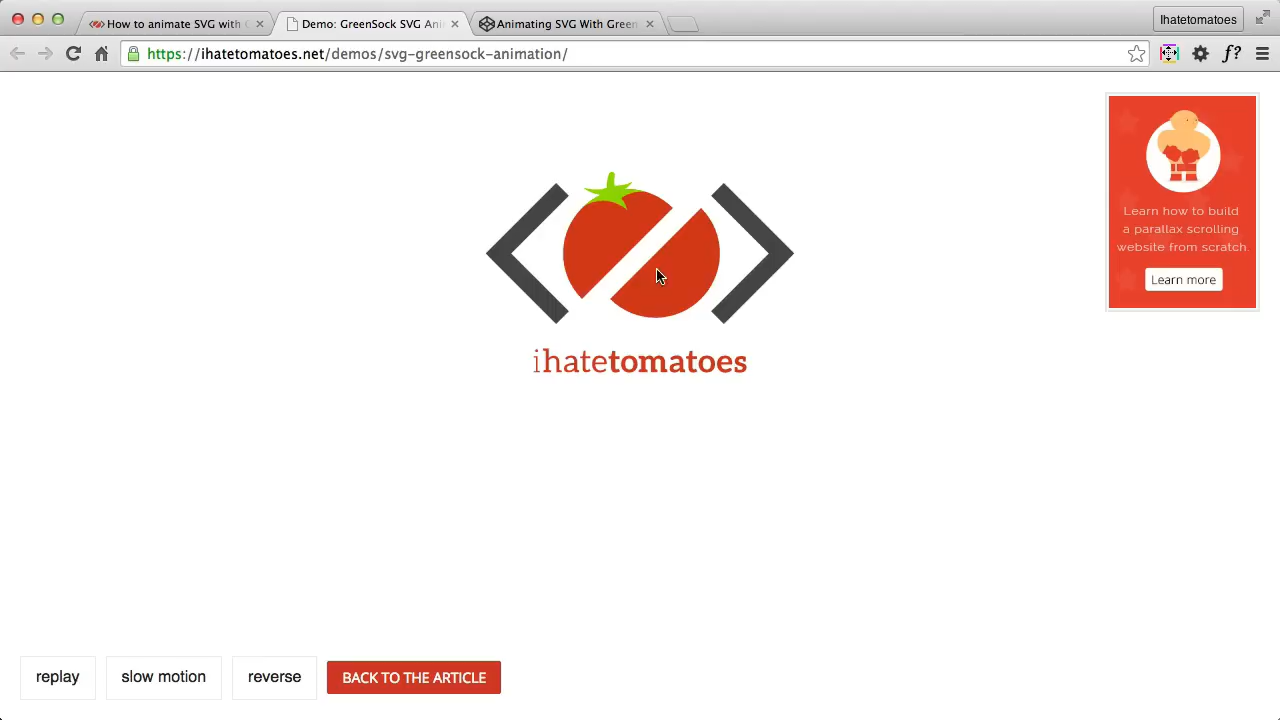 How to animate SVG with G
Demo: GreenSock SVG Ani
Animating SVG With Green
Ihatetomatoes
https://ihatetomatoes.net/demos/svg-greensock-animation/
f?
Learn how to build
a parallax scrolling
website from scratch.
Learn more
ihatetomatoes
replay
slow motion
reverse
BACK TO THE ARTICLE